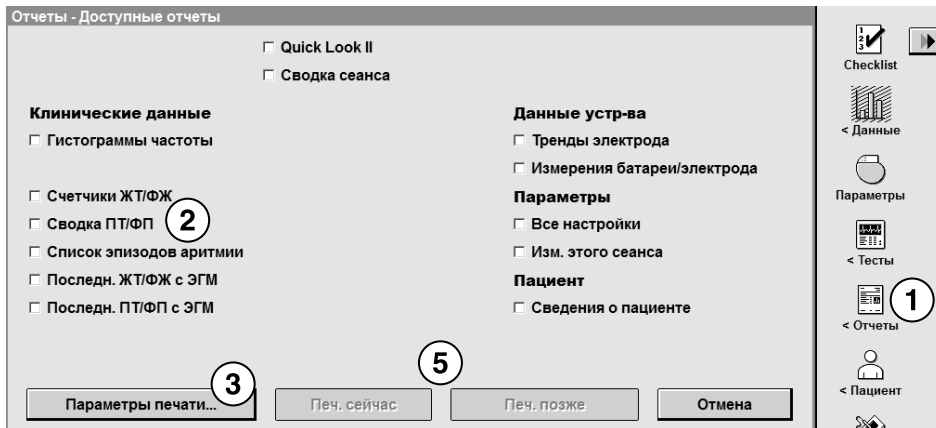 Отчеты - Доступные отчеты
Quick Look II
Сводка сеанса
Клинические данные
Гистограммы частоты
Счетчики ЖТ/ФЖ
Сводка ПТ/ФП
2
Список эпизодов аритмии
Последн. ЖТ/ФЖ с ЭГМ
Последн. ПТ/ФП с ЭГМ
Данные устр-ва
Тренды электрода
Измерения батареи/электрода
Параметры
Все настройки
Изм. этого сеанса
Пациент
Сведения о пациенте
3
5
Параметры печати...
Печ. сейчас
Печ. позже
Отмена
1
2
3
Checklist
< Данные
Параметры
< Тесты
1
< Отчеты
< Пациент